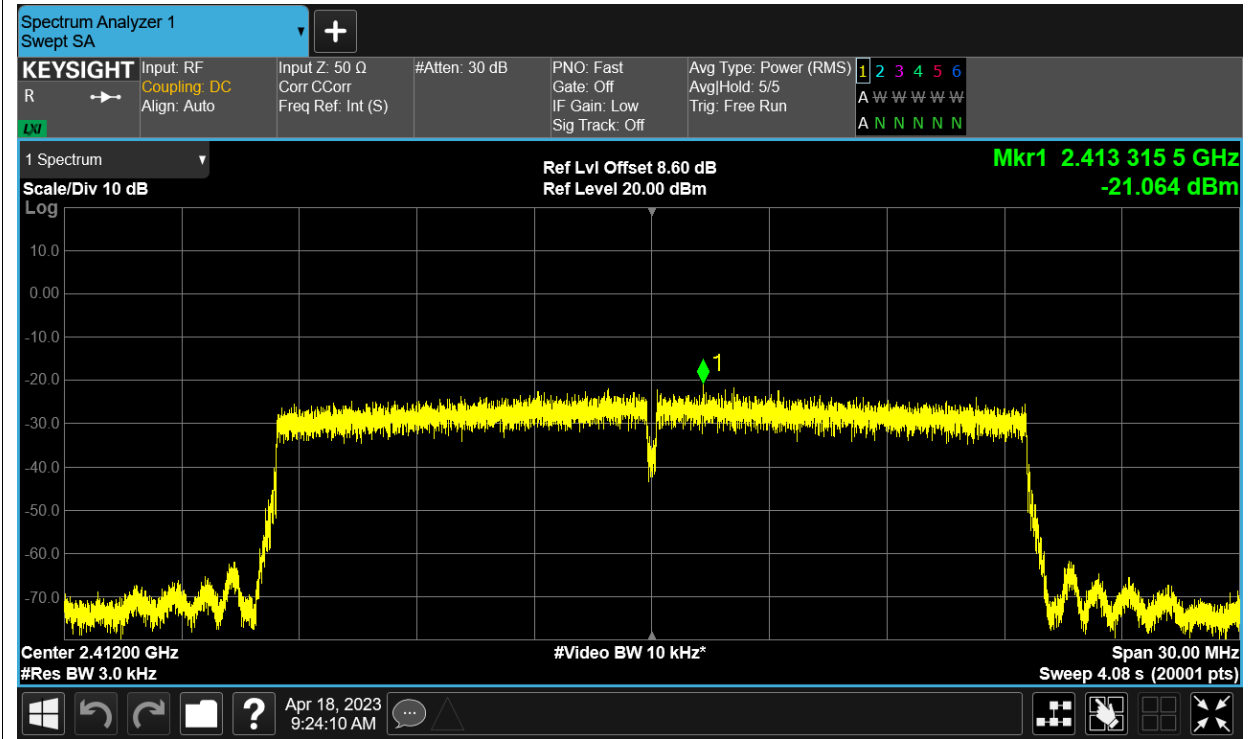 Spectrum Analyzer 1
Swept SA
+
KEYSIGHT
R
LXI
Input: RF
Coupling: DC
Align: Auto
Input Z: 50 Ω
Corr CCorr
Freq Ref: Int (S)
#Atten: 30 dB
PNO: Fast
Gate: Off
IF Gain: Low
Sig Track: Off
Avg Type: Power (RMS)
Avg|Hold: 5/5
Trig: Free Run
1 2 3 4 5 6
A W W W W W
A N N N N N
1 Spectrum
Scale/Div 10 dB
Log
Ref Lvl Offset 8.60 dB
Ref Level 20.00 dBm
Mkr1 2.413 315 5 GHz
-21.064 dBm
10.0
0.00
-10.0
-20.0
-30.0
-40.0
-50.0
-60.0
-70.0
1
Center 2.41200 GHz
#Res BW 3.0 kHz
#Video BW 10 kHz*
Span 30.00 MHz
Sweep 4.08 s (20001 pts)
?
Apr 18, 2023
9:24:10 AM